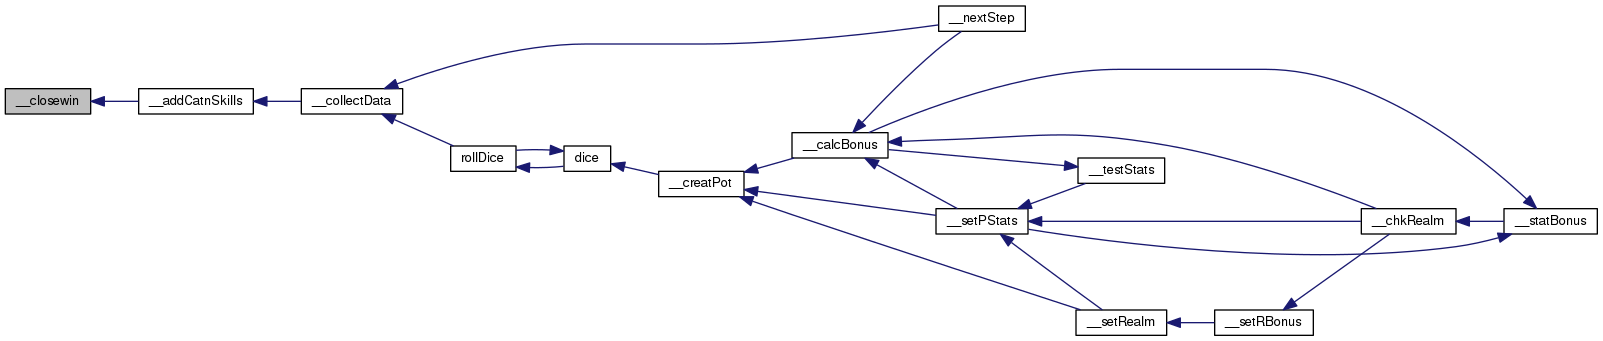 __nextStep
__closewin
__addCatnSkills
__collectData
rollDice
dice
__creatPot
__calcBonus
__testStats
__setPStats
__chkRealm
__statBonus
__setRealm
__setRBonus